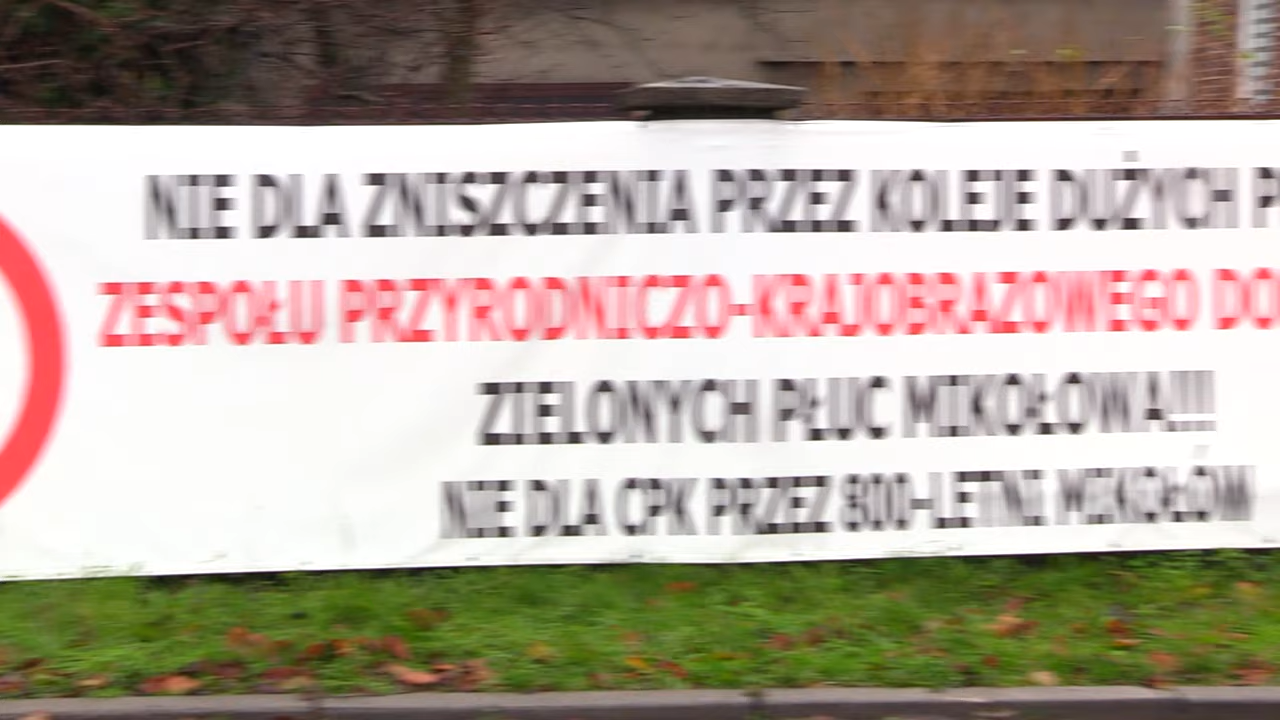 NIE DLA ZNISZCZENIA PRZEZ KOLEJE DUŻYCH P
ZESPOŁU PRZYRODNICZO-KRAJOBRAZOWEGO DO
ZIELONYCH PŁUC MIKOŁOWA!!!
NIE DLA CPK PRZEZ 800-LETNI MIKOŁÓW